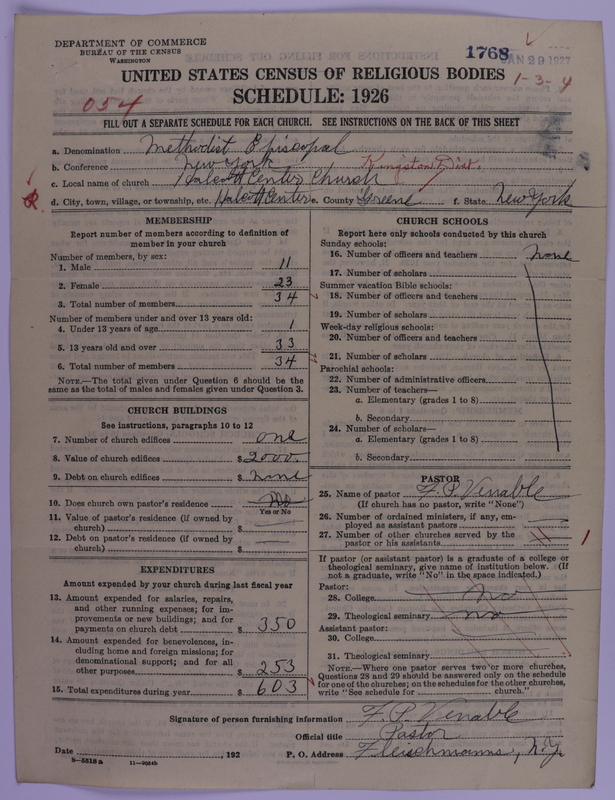 DEPARTMENT OF COMMERCE
BUREAU OF THE CENSUS
WASHINGTON
1768
JAN 29 1927
1-3-4
UNITED STATES CENSUS OF RELIGIOUS BODIES
SCHEDULE: 1926
054
FILL OUT A SEPARATE SCHEDULE FOR EACH CHURCH. SEE INSTRUCTIONS ON THE BACK OF THIS SHEET
a. Denomination Methodist Episcopal
b. Conference New York Kingston Dist.
c. Local name of church Halcott Center Church
d. City, town, village, or township, etc. Halcott Center e. County Greene f. State New York
MEMBERSHIP
Report number of members according to definition of member in your church
Number of members, by sex:
1. Male 11
2. Female 23
3. Total number of members 34
Number of members under and over 13 years old:
4. Under 13 years of age 1
5. 13 years old and over 33
6. Total number of members 34
NOTE.—The total given under Question 6 should be the
same as the total of males and females given under Question 3.
CHURCH BUILDINGS
See instructions, paragraphs 10 to 12
7. Number of church edifices one
8. Value of church edifices $ 2000.
9. Debt on church edifices $ None
10. Does church own pastor's residence No
Yes or No
11. Value of pastor's residence (if owned by
church) $
12. Debt on pastor's residence (if owned by
church) $
EXPENDITURES
Amount expended by your church during last fiscal year
13. Amount expended for salaries, repairs,
and other running expenses; for im-
provements or new buildings; and for
payments on church debt $ 350
14. Amount expended for benevolences, in-
cluding home and foreign missions; for
denominational support; and for all
other purposes $ 253
15. Total expenditures during year $ 603
CHURCH SCHOOLS
Report here only schools conducted by this church
Sunday schools:
16. Number of officers and teachers None
17. Number of scholars
Summer vacation Bible schools:
18. Number of officers and teachers
19. Number of scholars
Week-day religious schools:
20. Number of officers and teachers
21. Number of scholars
Parochial schools:
22. Number of administrative officers
23. Number of teachers—
a. Elementary (grades 1 to 8)
b. Secondary
24. Number of scholars—
a. Elementary (grades 1 to 8)
b. Secondary
PASTOR
25. Name of pastor F. P. Venable
(If church has no pastor, write "None")
26. Number of ordained ministers, if any, em-
ployed as assistant pastors
27. Number of other churches served by the
pastor or his assistants 1
If pastor (or assistant pastor) is a graduate of a college or
theological seminary, give name of institution below. (If
not a graduate, write "No" in the space indicated.)
Pastor:
28. College No
29. Theological seminary No
Assistant pastor:
30. College
31. Theological seminary
NOTE.—Where one pastor serves two or more churches,
Questions 28 and 29 should be answered only on the schedule
for one of the churches; on the schedules for the other churches,
write "See schedule for church."
Signature of person furnishing information F. P. Venable
Official title Pastor
Date , 192 P. O. Address Fleischmanns, N.Y.
8—5518 a 11—9034b